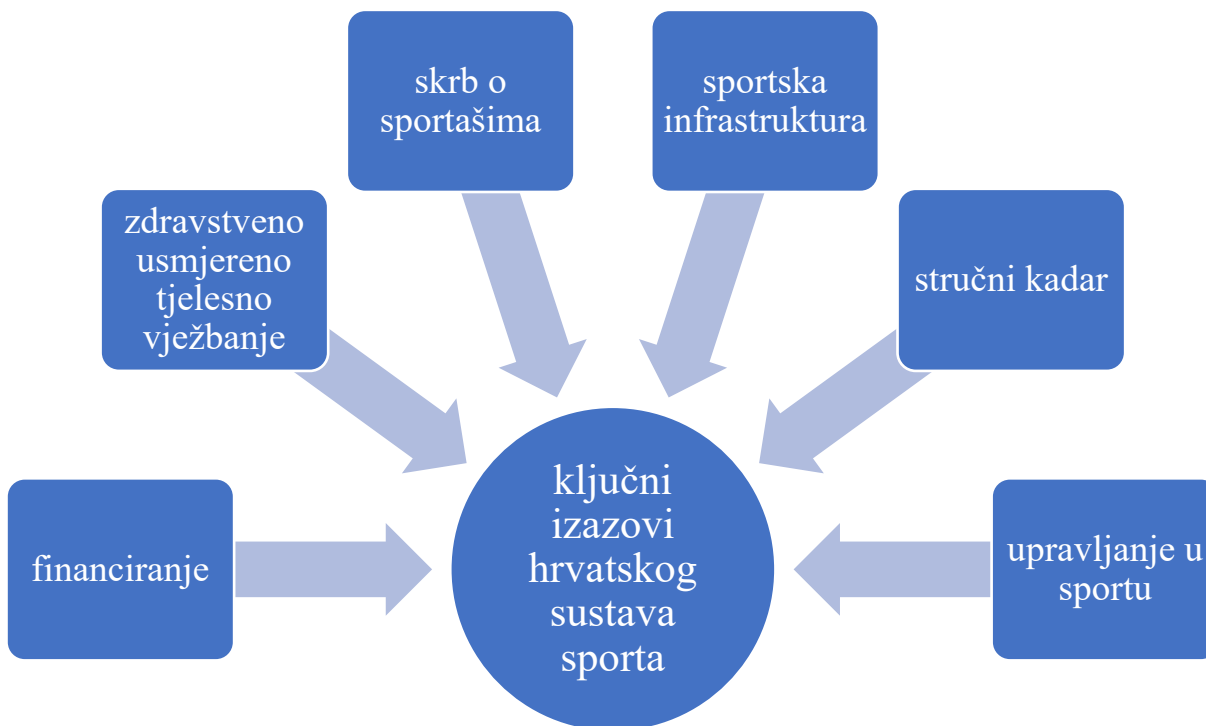 skrb o
sportašima
sportska
infrastruktura
zdravstveno
usmjereno
tjelesno
vježbanje
stručni kadar
financiranje
ključni
izazovi
hrvatskog
sustava
sporta
upravljanje u
sportu